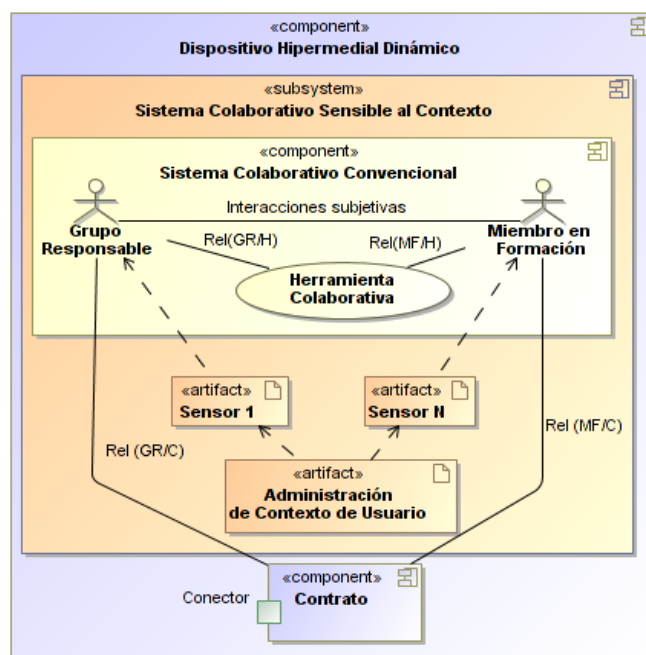 «component»
Dispositivo Hipermedial Dinámico
«subsystem»
Sistema Colaborativo Sensible al Contexto
«component»
Sistema Colaborativo Convencional
Interacciones subjetivas
Grupo
Responsable
Miembro en
Formación
Rel(GR/H)
Rel(MF/H)
Herramienta
Colaborativa
«artifact»
Sensor 1
«artifact»
Sensor N
Rel (GR/C)
Rel (MF/C)
«artifact»
Administración
de Contexto de Usuario
«component»
Contrato
Conector